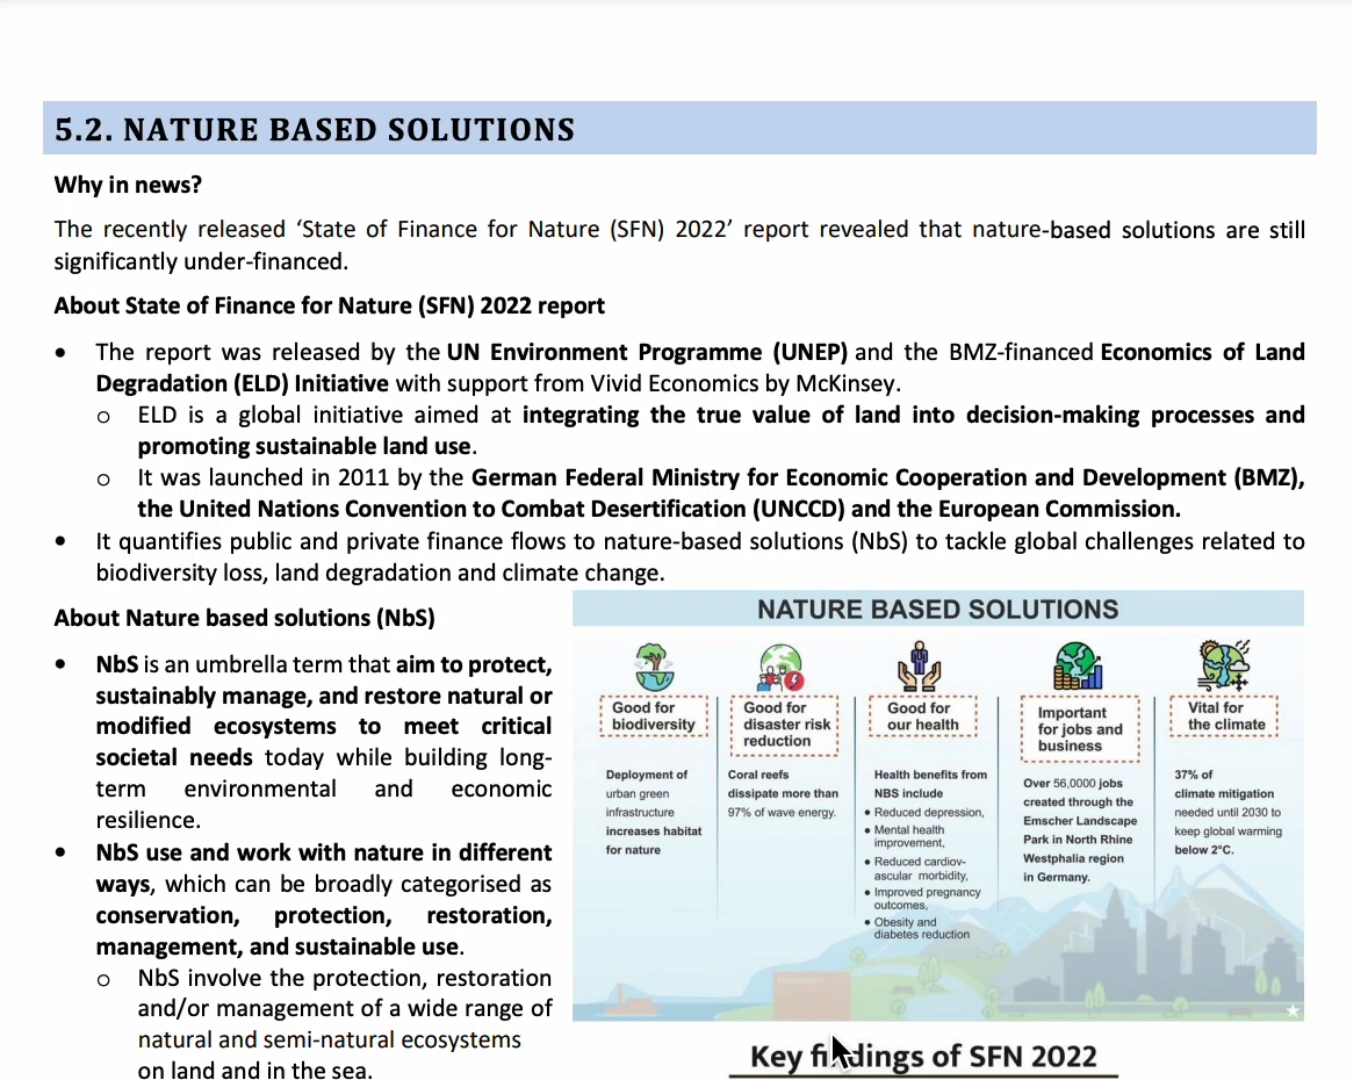 5.2. NATURE BASED SOLUTIONS
Why in news?
The recently released ‘State of Finance for Nature (SFN) 2022’ report revealed that nature-based solutions are still
significantly under-financed.
About State of Finance for Nature (SFN) 2022 report
• The report was released by the UN Environment Programme (UNEP) and the BMZ-financed Economics of Land
Degradation (ELD) Initiative with support from Vivid Economics by McKinsey.
o ELD is a global initiative aimed at integrating the true value of land into decision-making processes and
promoting sustainable land use.
o It was launched in 2011 by the German Federal Ministry for Economic Cooperation and Development (BMZ),
the United Nations Convention to Combat Desertification (UNCCD) and the European Commission.
• It quantifies public and private finance flows to nature-based solutions (NbS) to tackle global challenges related to
biodiversity loss, land degradation and climate change.
About Nature based solutions (NbS)
• NbS is an umbrella term that aim to protect,
sustainably manage, and restore natural or
modified ecosystems to meet critical
societal needs today while building long-
term environmental and economic
resilience.
• NbS use and work with nature in different
ways, which can be broadly categorised as
conservation, protection, restoration,
management, and sustainable use.
o NbS involve the protection, restoration
and/or management of a wide range of
natural and semi-natural ecosystems
on land and in the sea.
NATURE BASED SOLUTIONS
Good for
biodiversity
Deployment of
urban green
infrastructure
increases habitat
for nature
Good for
disaster risk
reduction
Coral reefs
dissipate more than
97% of wave energy.
Good for
our health
Health benefits from
NBS include
• Reduced depression,
• Mental health
improvement,
• Reduced cardiov-
ascular morbidity,
• Improved pregnancy
outcomes,
• Obesity and
diabetes reduction
Important
for jobs and
business
Over 56,0000 jobs
created through the
Emscher Landscape
Park in North Rhine
Westphalia region
in Germany.
Vital for
the climate
37% of
climate mitigation
needed until 2030 to
keep global warming
below 2°C.
Key findings of SFN 2022